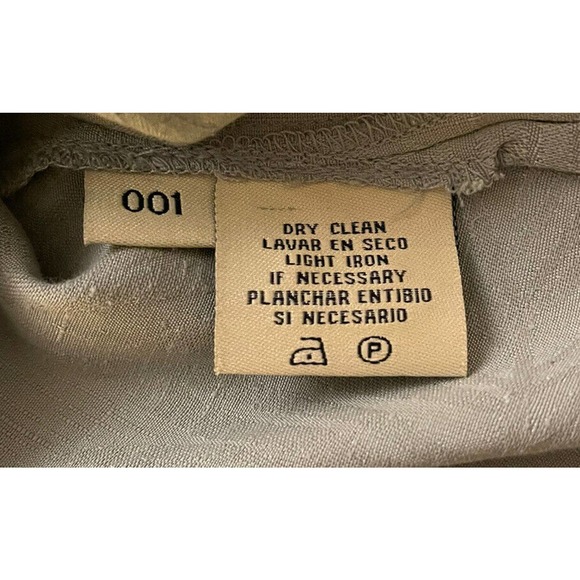 001
DRY CLEAN
LAVAR EN SECO
LIGHT IRON
IF NECESSARY
PLANCHAR ENTIBIO
SI NECESARIO
P